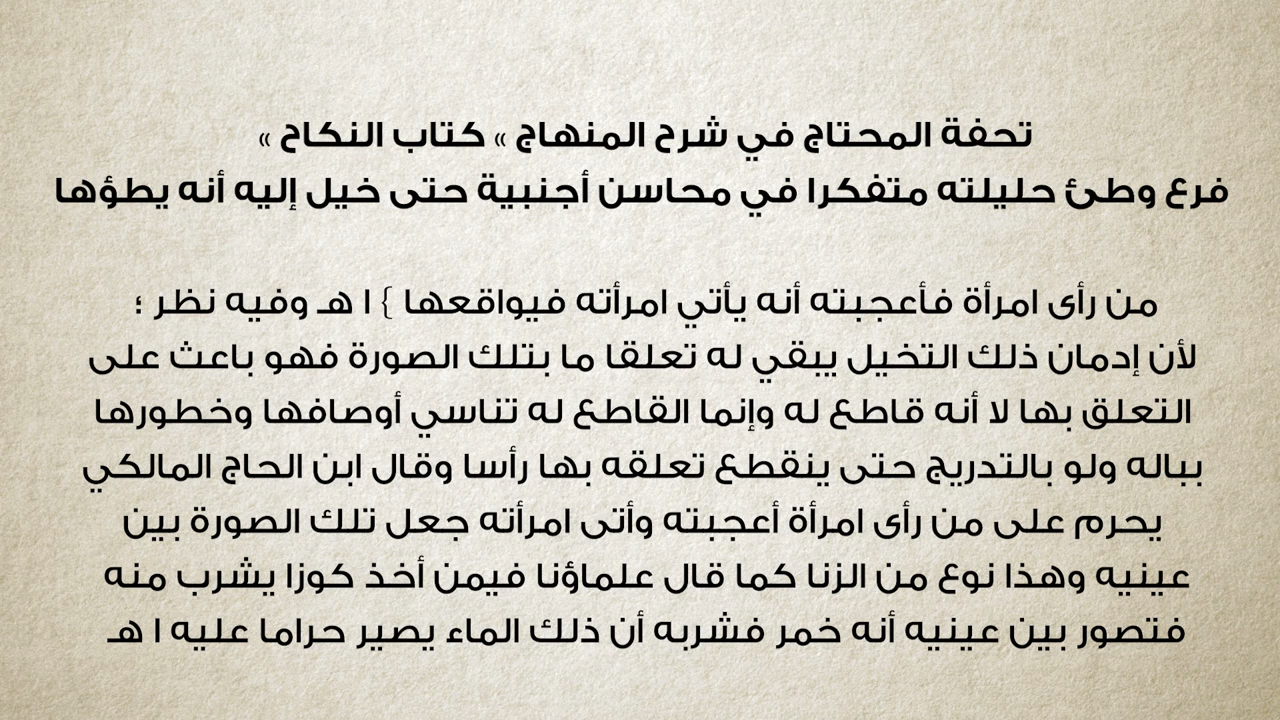 تحفة المحتاج في شرح المنهاج » كتاب النكاح »
فرع وطئ حليلته متفكرا في محاسن أجنبية حتى خيل إليه أنه يطؤها
من رأى امرأة فأعجبته أنه يأتي امرأته فيواقعها } ا هـ وفيه نظر ؛
لأن إدمان ذلك التخيل يبقي له تعلقا ما بتلك الصورة فهو باعث على
التعلق بها لا أنه قاطع له وإنما القاطع له تناسي أوصافها وخطورها
بباله ولو بالتدريج حتى ينقطع تعلقه بها رأسا وقال ابن الحاج المالكي
يحرم على من رأى امرأة أعجبته وأتى امرأته جعل تلك الصورة بين
عينيه وهذا نوع من الزنا كما قال علماؤنا فيمن أخذ كوزا يشرب منه
فتصور بين عينيه أنه خمر فشربه أن ذلك الماء يصير حراما عليه ا هـ